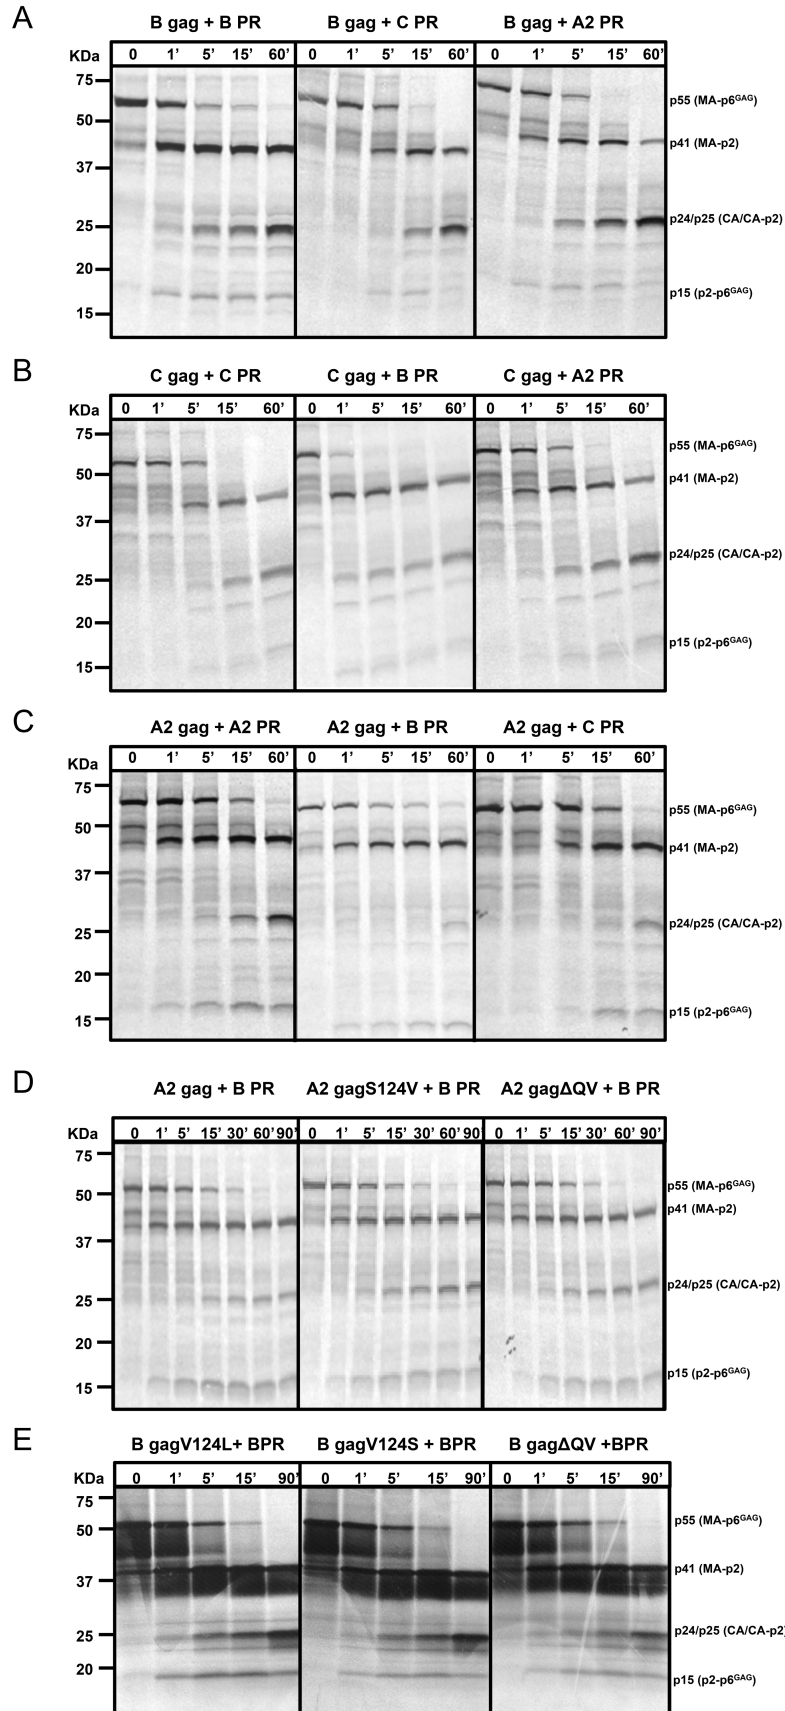 A
B gag + B PR B gag + C PR B gag + A2 PR
KDa 0 1’ 5’ 15’ 60’ 0 1’ 5’ 15’ 60’ 0 1’ 5’ 15’ 60’
75
p55 (MA-p6GAG)
50
p41 (MA-p2)
37
p24/p25 (CA/CA-p2)
25
20
p15 (p2-p6GAG)
15
B
C gag + C PR C gag + B PR C gag + A2 PR
KDa 0 1’ 5’ 15’ 60’ 0 1’ 5’ 15’ 60’ 0 1’ 5’ 15’ 60’
75
p55 (MA-p6GAG)
50
p41 (MA-p2)
37
p24/p25 (CA/CA-p2)
25
20
p15 (p2-p6GAG)
15
C
A2 gag + A2 PR A2 gag + B PR A2 gag + C PR
KDa 0 1’ 5’ 15’ 60’ 0 1’ 5’ 15’ 60’ 0 1’ 5’ 15’ 60’
75
p55 (MA-p6GAG)
50
p41 (MA-p2)
37
p24/p25 (CA/CA-p2)
25
20
p15 (p2-p6GAG)
15
D
A2 gag + B PR A2 gagS124V + B PR A2 gagΔQV + B PR
KDa 0 1’ 5’ 15’ 30’ 60’ 90’ 0 1’ 5’ 15’ 30’ 60’ 90’ 0 1’ 5’ 15’ 30’ 60’ 90’
75
p55 (MA-p6GAG)
50
p41 (MA-p2)
37
p24/p25 (CA/CA-p2)
25
20
p15 (p2-p6GAG)
15
E
B gagV124L+ BPR B gagV124S + BPR B gagΔQV +BPR
KDa 0 1’ 5’ 15’ 90’ 0 1’ 5’ 15’ 90’ 0 1’ 5’ 15’ 90’
75
p55 (MA-p6GAG)
50
p41 (MA-p2)
37
p24/p25 (CA/CA-p2)
25
20
p15 (p2-p6GAG)